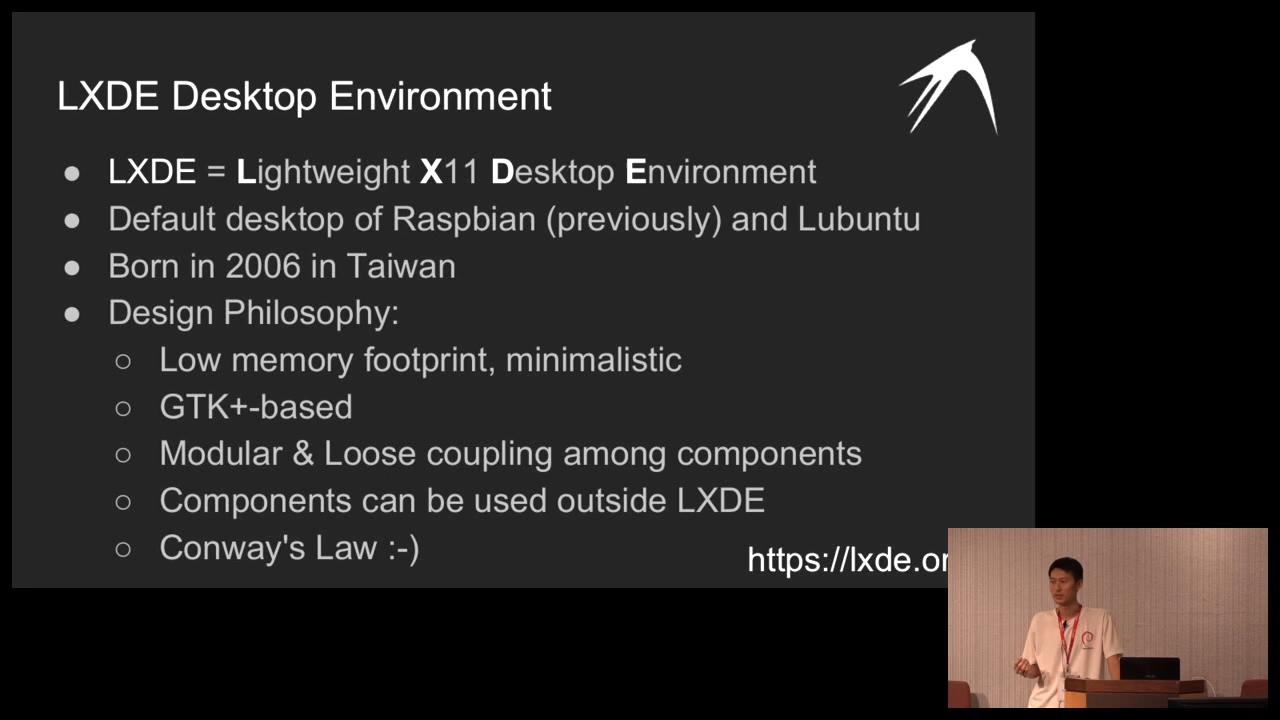 LXDE Desktop Environment
● LXDE = Lightweight X11 Desktop Environment
● Default desktop of Raspbian (previously) and Lubuntu
● Born in 2006 in Taiwan
● Design Philosophy:
○ Low memory footprint, minimalistic
○ GTK+-based
○ Modular & Loose coupling among components
○ Components can be used outside LXDE
○ Conway's Law :-)
https://lxde.or